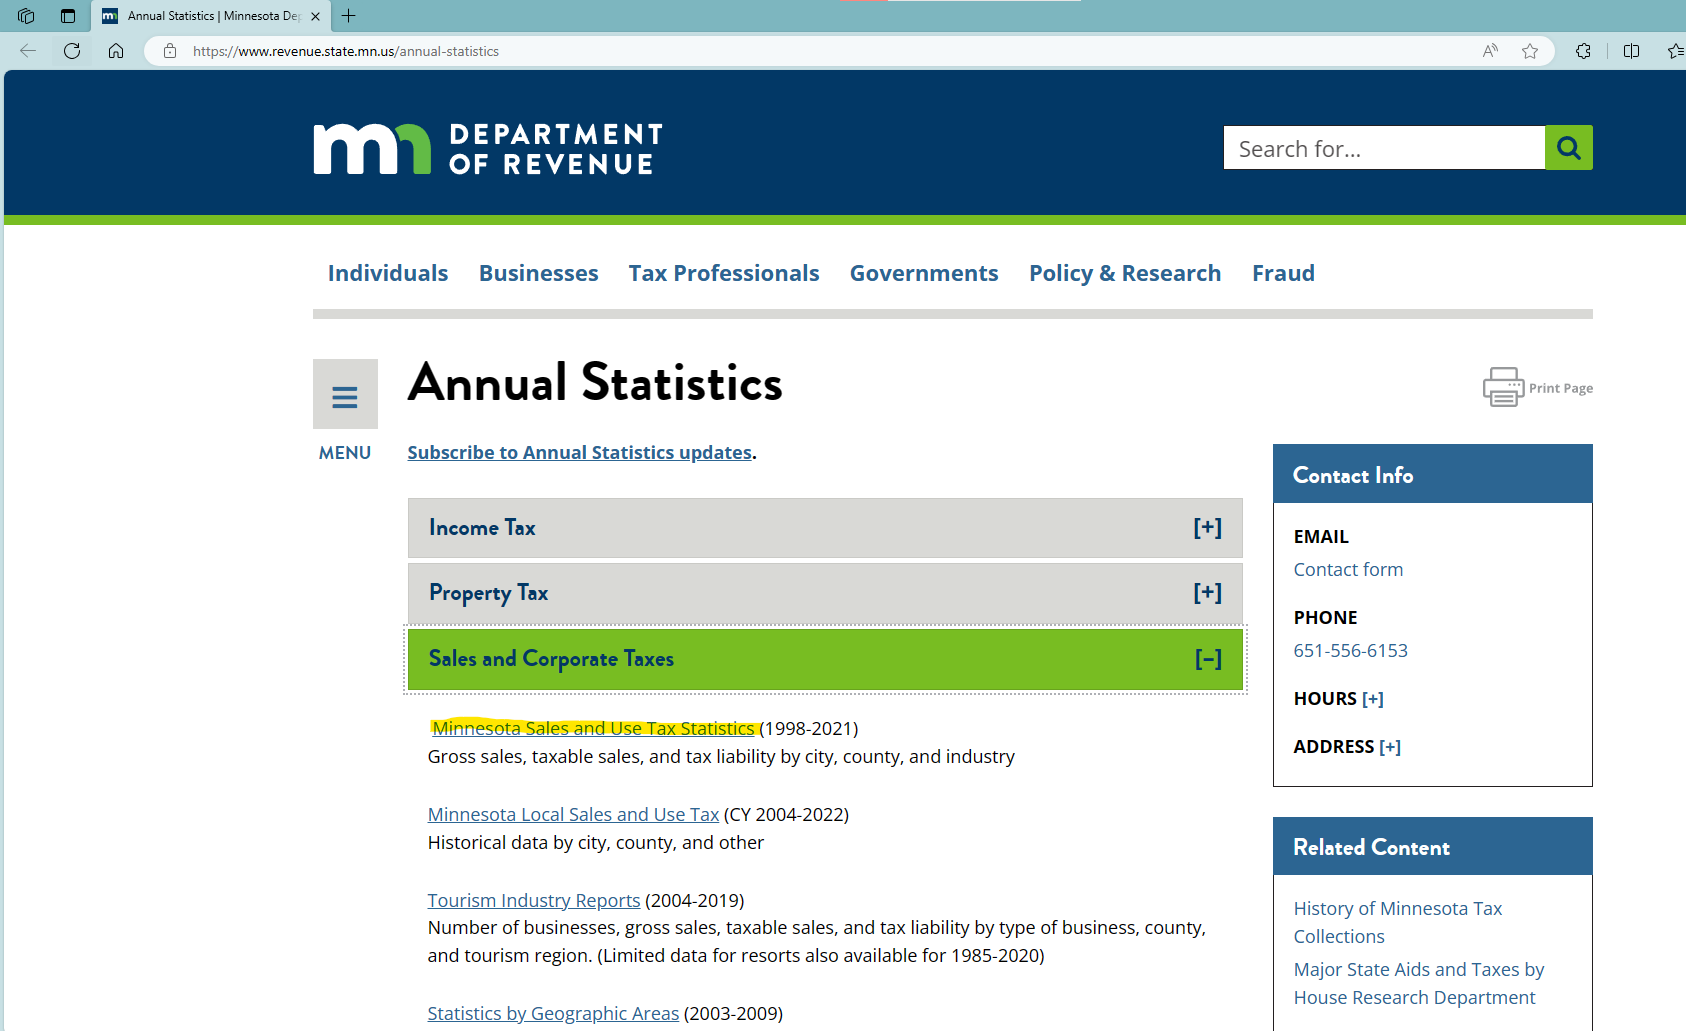 Annual Statistics | Minnesota Dep
https://www.revenue.state.mn.us/annual-statistics
mn DEPARTMENT
OF REVENUE
Search for...
Individuals Businesses Tax Professionals Governments Policy & Research Fraud
MENU
Annual Statistics
Print Page
Subscribe to Annual Statistics updates.
Income Tax [+]
Property Tax [+]
Sales and Corporate Taxes [–]
Minnesota Sales and Use Tax Statistics (1998-2021)
Gross sales, taxable sales, and tax liability by city, county, and industry
Minnesota Local Sales and Use Tax (CY 2004-2022)
Historical data by city, county, and other
Tourism Industry Reports (2004-2019)
Number of businesses, gross sales, taxable sales, and tax liability by type of business, county,
and tourism region. (Limited data for resorts also available for 1985-2020)
Statistics by Geographic Areas (2003-2009)
Contact Info
EMAIL
Contact form
PHONE
651-556-6153
HOURS [+]
ADDRESS [+]
Related Content
History of Minnesota Tax
Collections
Major State Aids and Taxes by
House Research Department